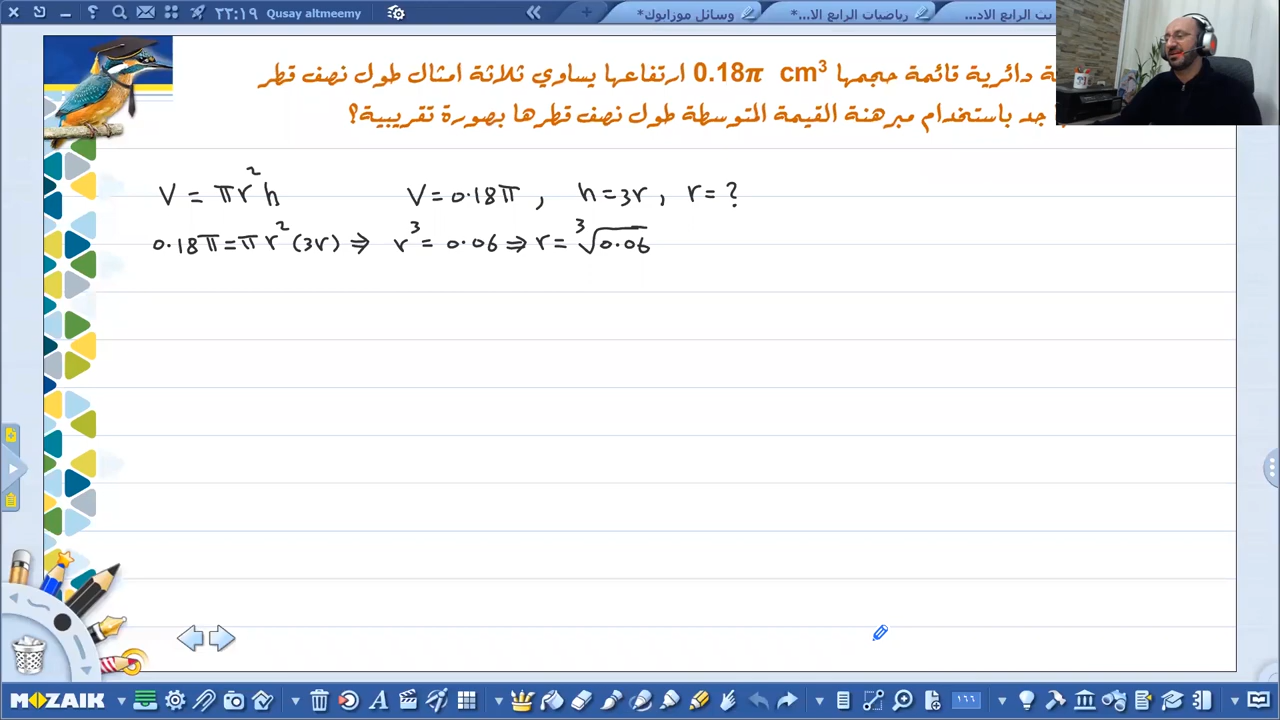 ٢٢:١٩ Qusay altmeemy
وسائل موزابوك*
رياضيات الرابع الا...*
...يث الرابع الاد
دائرية قائمة حجمها 0.18π cm³ ارتفاعها يساوي ثلاثة امثال طول نصف قطر
جد باستخدام مبرهنة القيمة المتوسطة طول نصف قطرها بصورة تقريبية؟
V = πr²h V = 0.18π , h = 3r , r = ?
0.18π = πr²(3r) ⇒ r³ = 0.06 ⇒ r = ∛0.06
MOZAIK
١٦٦